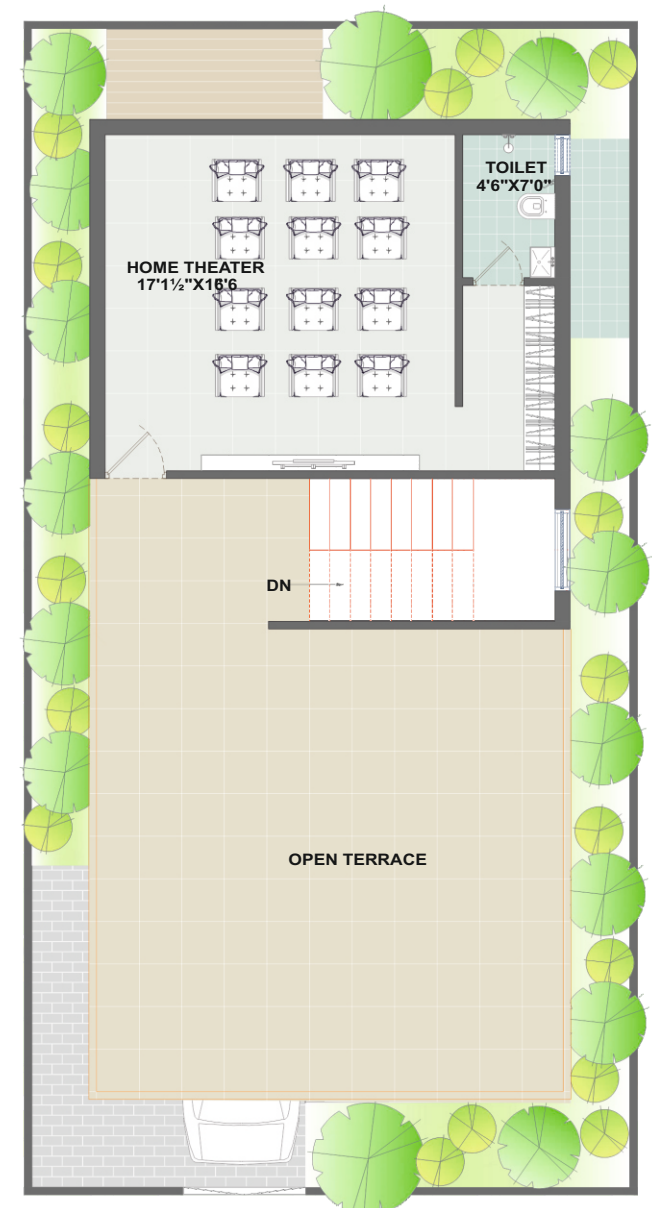 TOILET
4'6"X7'0"
HOME THEATER
17'1½"X16'6
DN
OPEN TERRACE